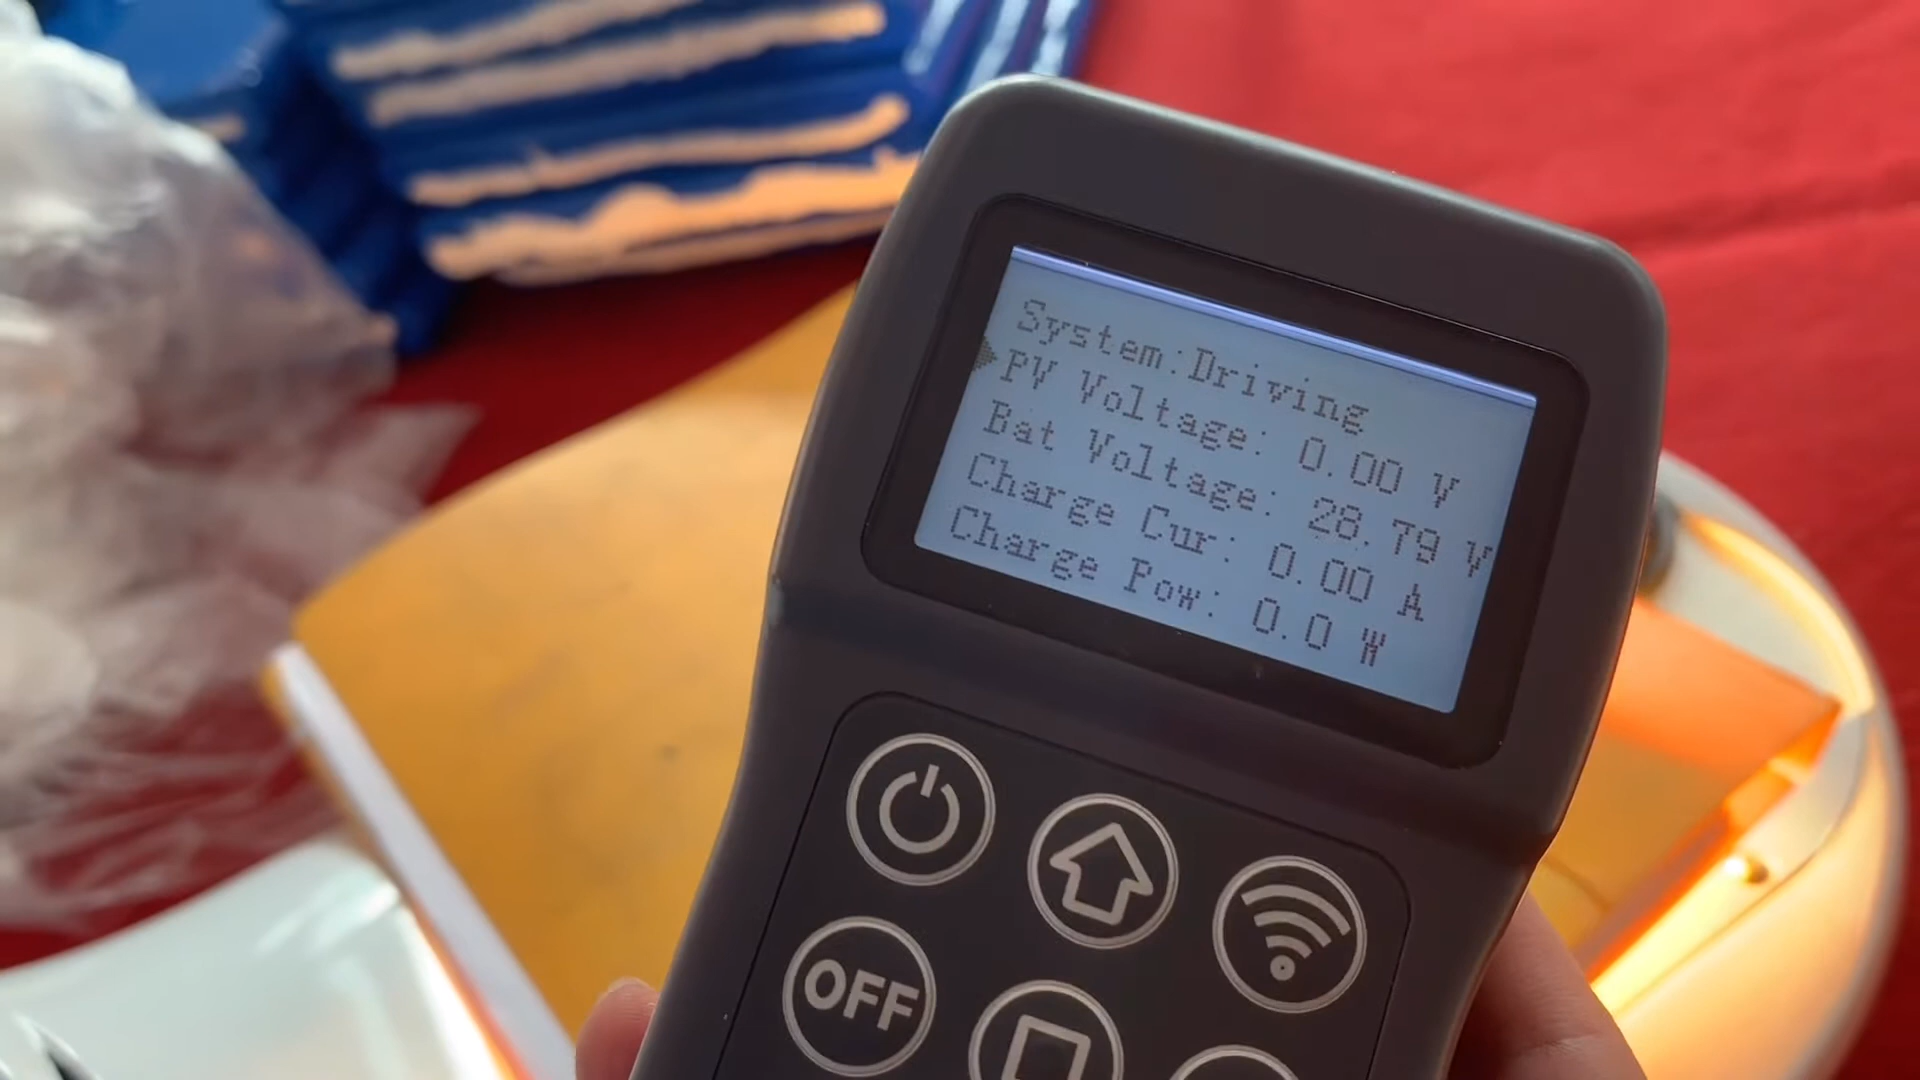 System:Driving
PV Voltage: 0.00 V
Bat Voltage: 28.79 V
Charge Cur: 0.00 A
Charge Pow: 0.0 W
OFF